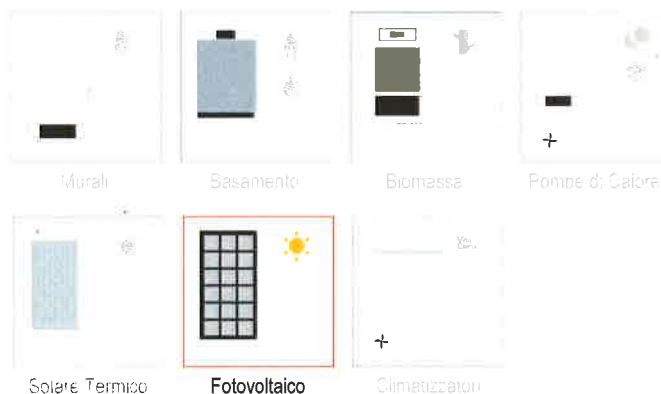 Murali
Basamento
Biomassa
Pompe di Calore
Solare Termico
Fotovoltaico
Climatizzatori